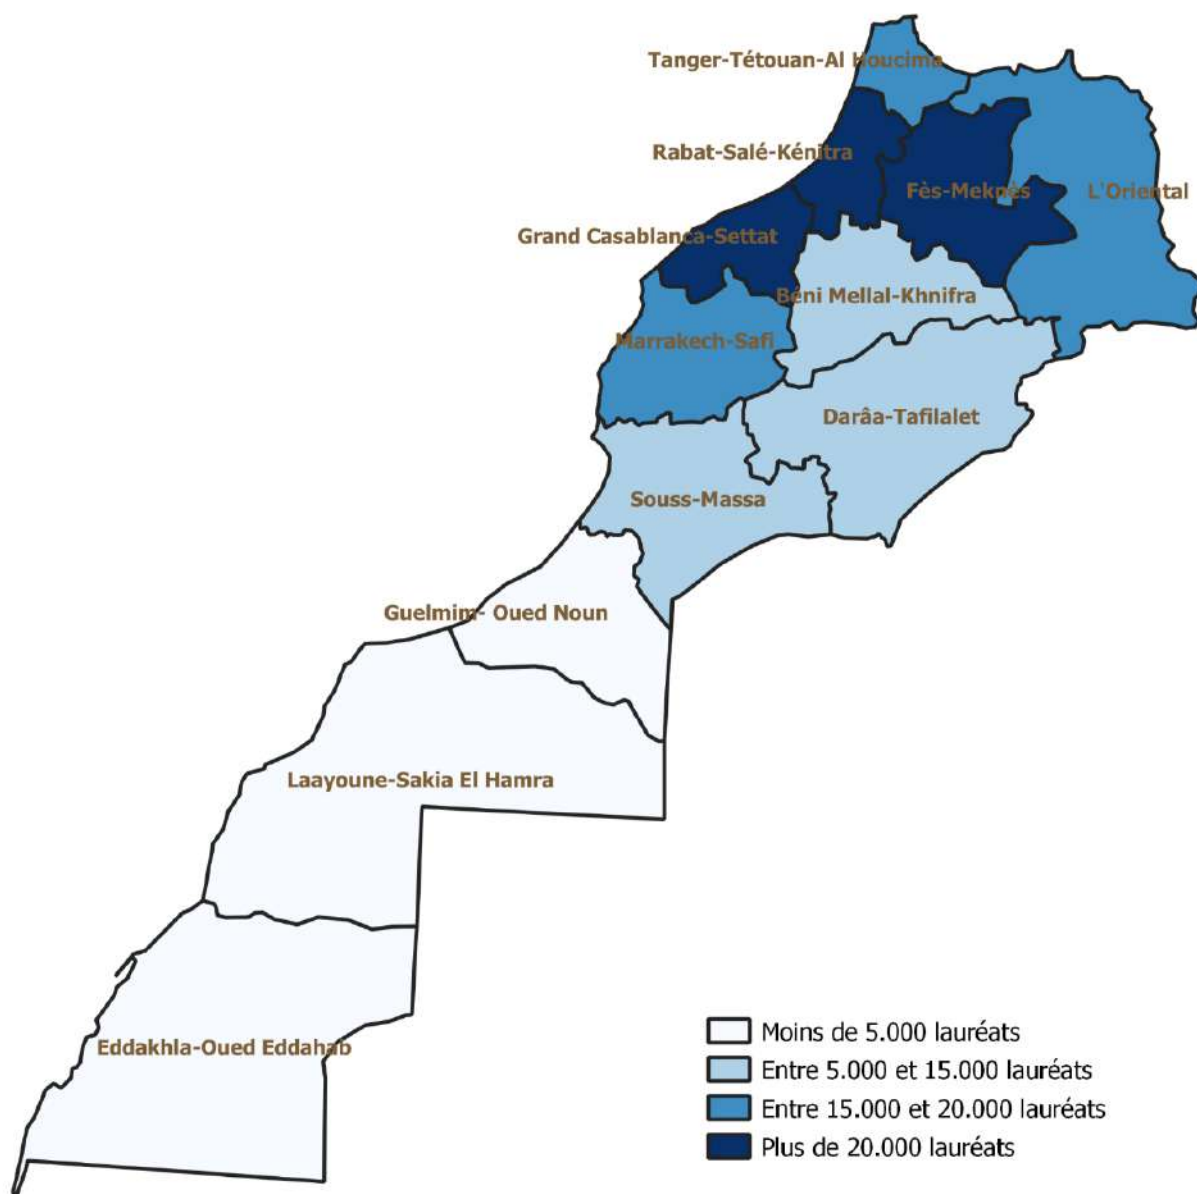 Tanger-Tétouan-Al Houcima
Rabat-Salé-Kénitra
Fès-Meknès
L'Oriental
Grand Casablanca-Settat
Béni Mellal-Khnifra
Marrakech-Safi
Darâa-Tafilalet
Souss-Massa
Guelmim- Oued Noun
Laayoune-Sakia El Hamra
Eddakhla-Oued Eddahab
Moins de 5.000 lauréats
Entre 5.000 et 15.000 lauréats
Entre 15.000 et 20.000 lauréats
Plus de 20.000 lauréats